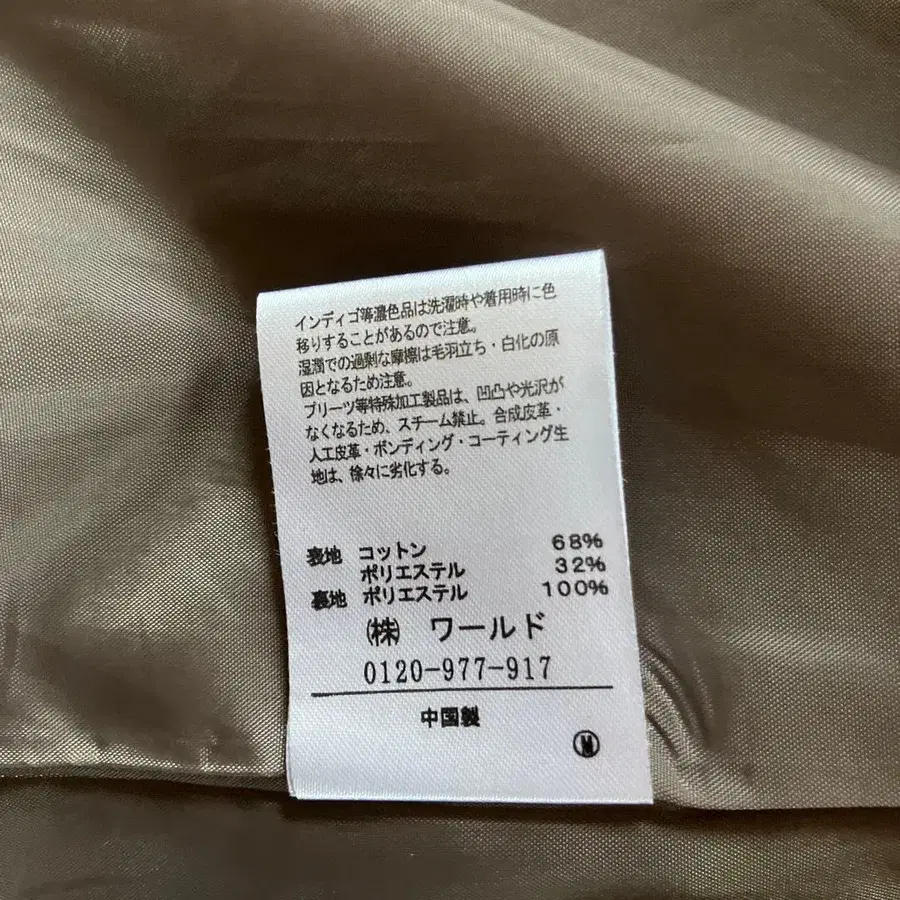 インディゴ等濃色品は洗濯時や着用時に色
移りすることがあるので注意。
湿潤での過剰な摩擦は毛羽立ち・白化の原
因となるため注意。
プリーツ等特殊加工製品は、凹凸や光沢が
なくなるため、スチーム禁止。合成皮革・
人工皮革・ボンディング・コーティング生
地は、徐々に劣化する。
表地 コットン 68%
ポリエステル 32%
裏地 ポリエステル 100%
㈱ ワールド
0120-977-917
中国製
Ⓜ